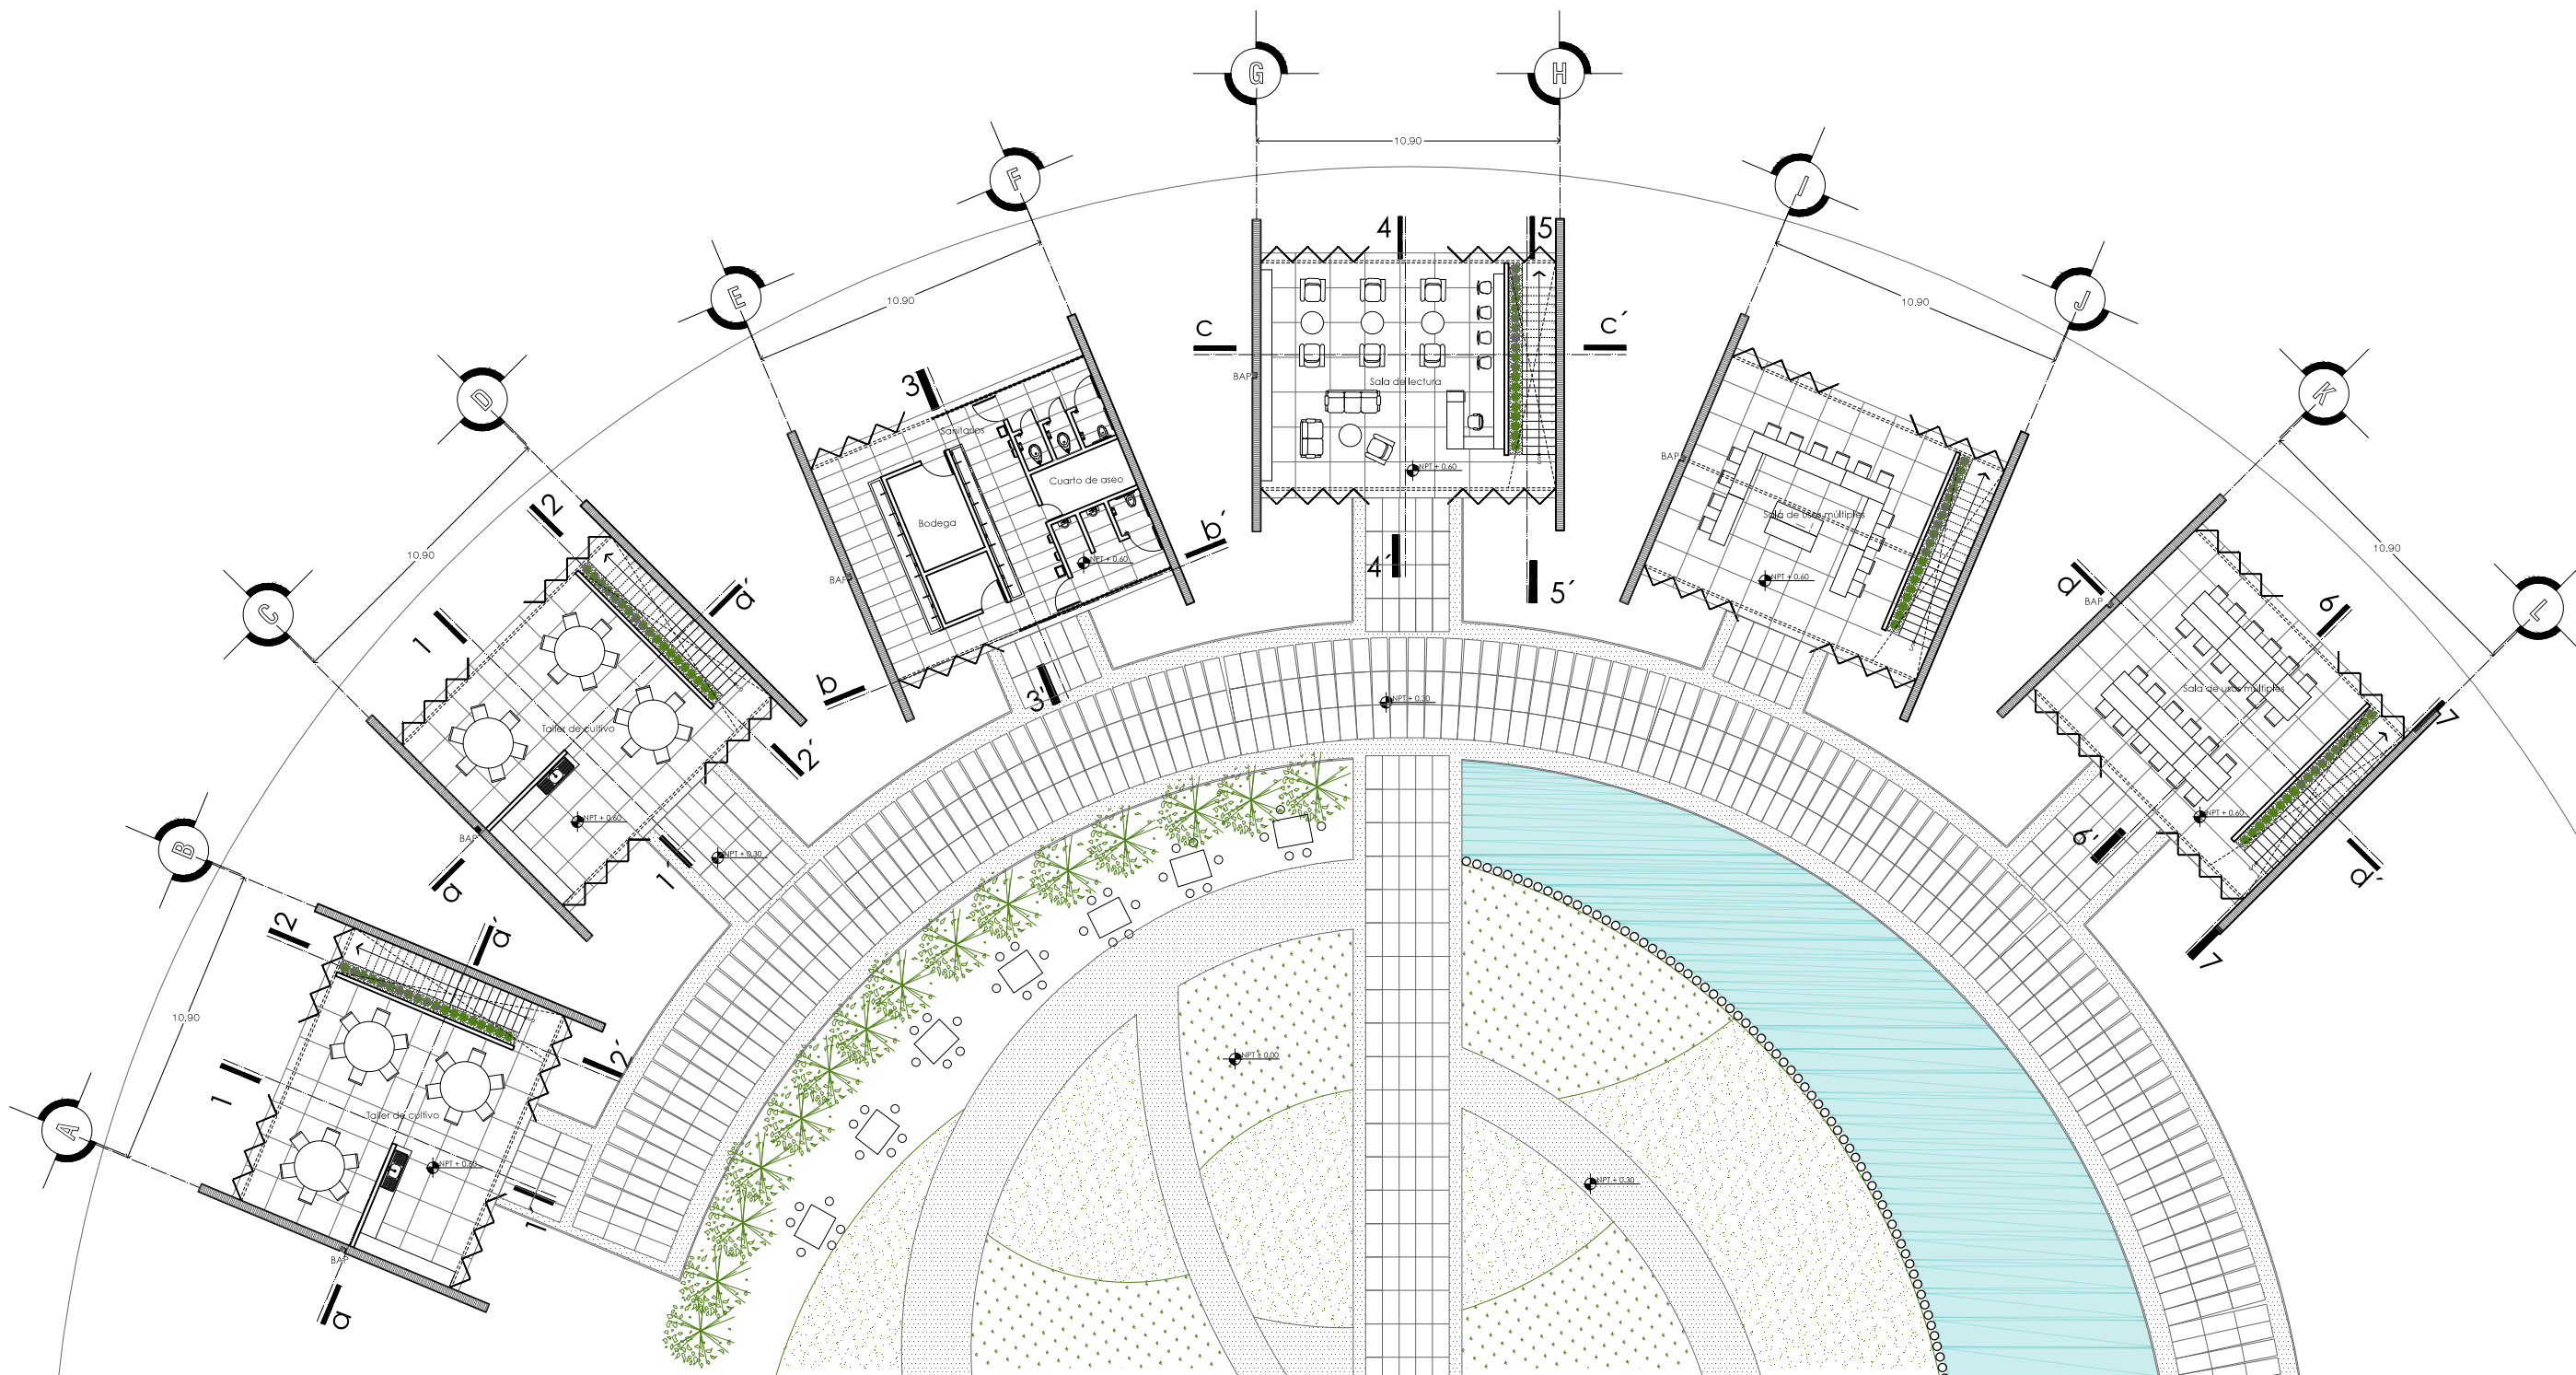 G
H
10.90
F
I
10.90
E
J
10.90
4
5
c
c´
BAP
Sala de lectura
NPT + 0.60
4´
5´
D
K
10.90
3
Sanitarios
Cuarto de aseo
Bodega
BAP
NPT + 0.60
b
b´
3´
BAP
Sala de usos múltiples
NPT + 0.60
C
L
10.90
2
1
a´
Taller de cultivo
2´
BAP
NPT + 0.60
a
1´
NPT + 0.30
NPT + 0.30
d
BAP
6
Sala de usos múltiples
7
NPT + 0.60
6´
d´
7
B
10.90
2
a´
1
2´
Taller de cultivo
NPT + 0.60
1´
BAP
a
A
10.90
NPT ± 0.00
NPT + 0.30